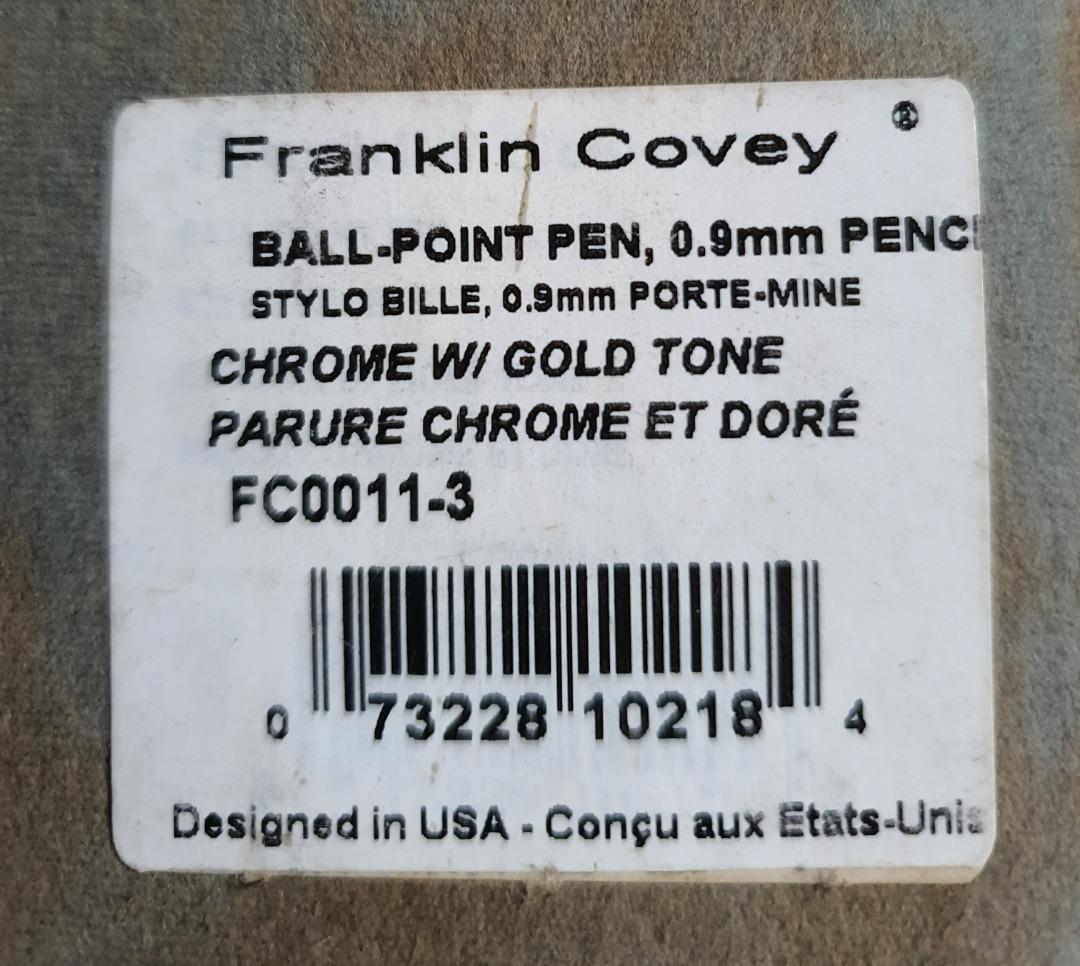 Franklin Covey ®
BALL-POINT PEN, 0.9mm PENCI
STYLO BILLE, 0.9mm PORTE-MINE
CHROME W/ GOLD TONE
PARURE CHROME ET DORÉ
FC0011-3
0 73228 10218 4
Designed in USA - Conçu aux Etats-Unis